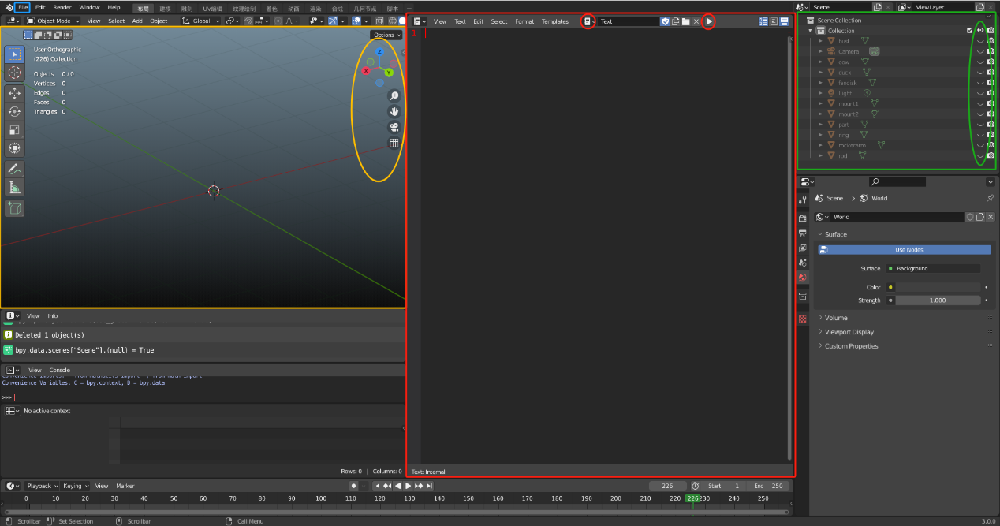 File Edit Render Window Help 布局 建模 雕刻 UV编辑 纹理绘制 着色 动画 渲染 合成 几何节点 脚本 +
Scene ViewLayer
Object Mode View Select Add Object Global
Options
User Orthographic
(226) Collection
Objects 0/0
Vertices 0
Edges 0
Faces 0
Triangles 0
Z
X
Y
View Text Edit Select Format Templates Text
1
Text: Internal
Scene Collection
Collection
bust
Camera
cow
duck
fandisk
Light
mount1
mount2
part
ring
rockerarm
rod
Scene > World
World
Surface
Use Nodes
Surface Background
Color
Strength 1.000
Volume
Viewport Display
Custom Properties
View Info
Deleted 1 object(s)
bpy.data.scenes["Scene"].(null) = True
View Console
Convenience Variables: C = bpy.context, D = bpy.data
>>>
No active context
Rows: 0 | Columns: 0
Playback Keying View Marker 226 Start 1 End 250
0 10 20 30 40 50 60 70 80 90 100 110 120 130 140 150 160 170 180 190 200 210 220 226 230 240 250
Scrollbar Set Selection Scrollbar Call Menu 3.0.0